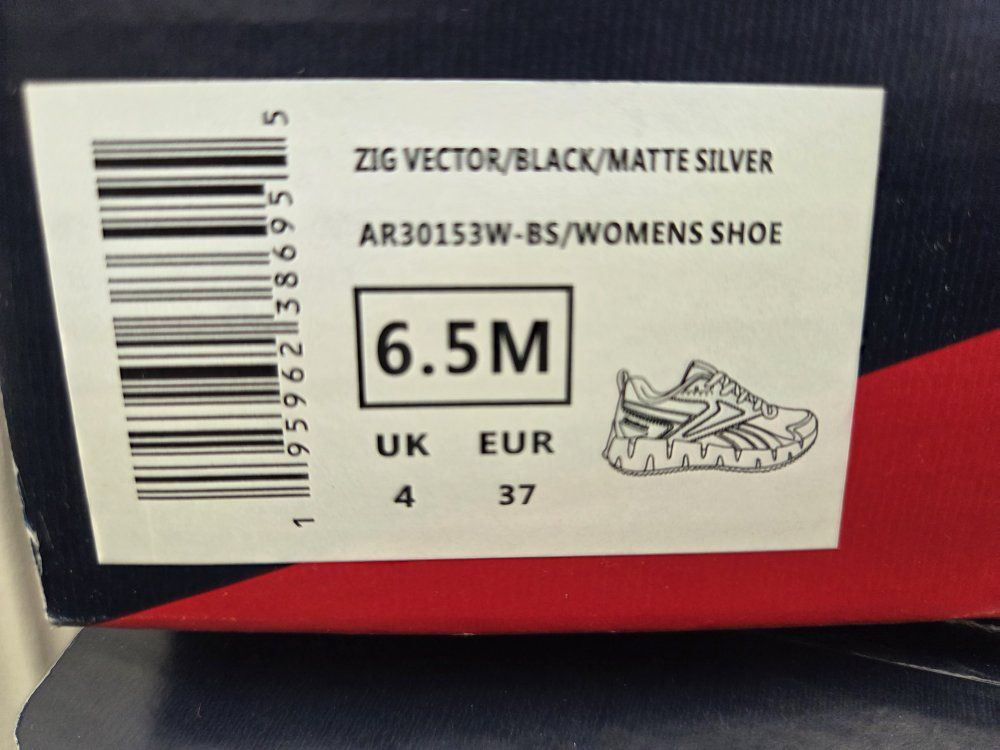 ZIG VECTOR/BLACK/MATTE SILVER
AR30153W-BS/WOMENS SHOE
6.5M
UK EUR
4 37
1 95962 38695 5